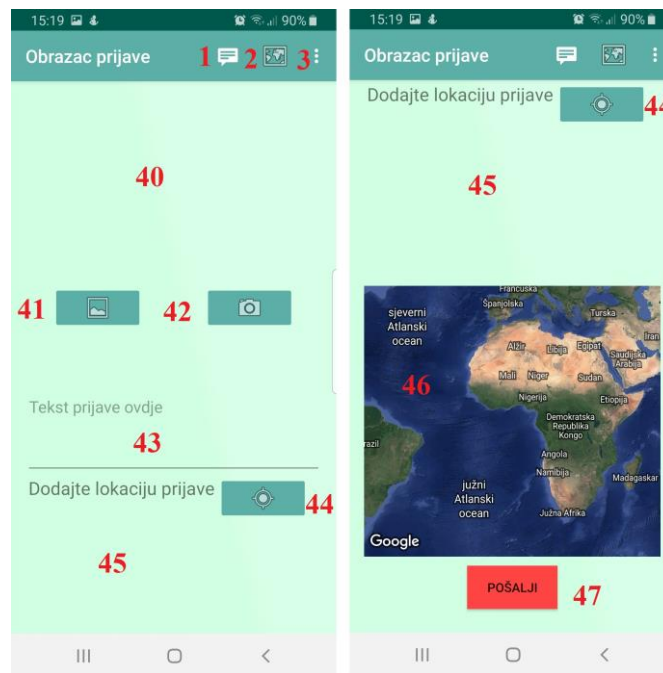 15:19 90%
Obrazac prijave 1 2 3
40
41 42
Tekst prijave ovdje
43
Dodajte lokaciju prijave 44
45
15:19 90%
Obrazac prijave
Dodajte lokaciju prijave 44
45
Francuska
Španjolska Turska
sjeverni
Atlanski
ocean
Alžir Libija Egipat Iran
Saudijska
Arabija
46 Mali Niger Sudan
Nigerija Etiopija
Demokratska
Republika
Kongo
razil
Angola
Namibija Madagaskar
južni
Atlanski
ocean
Južna Afrika
Google
POŠALJI 47